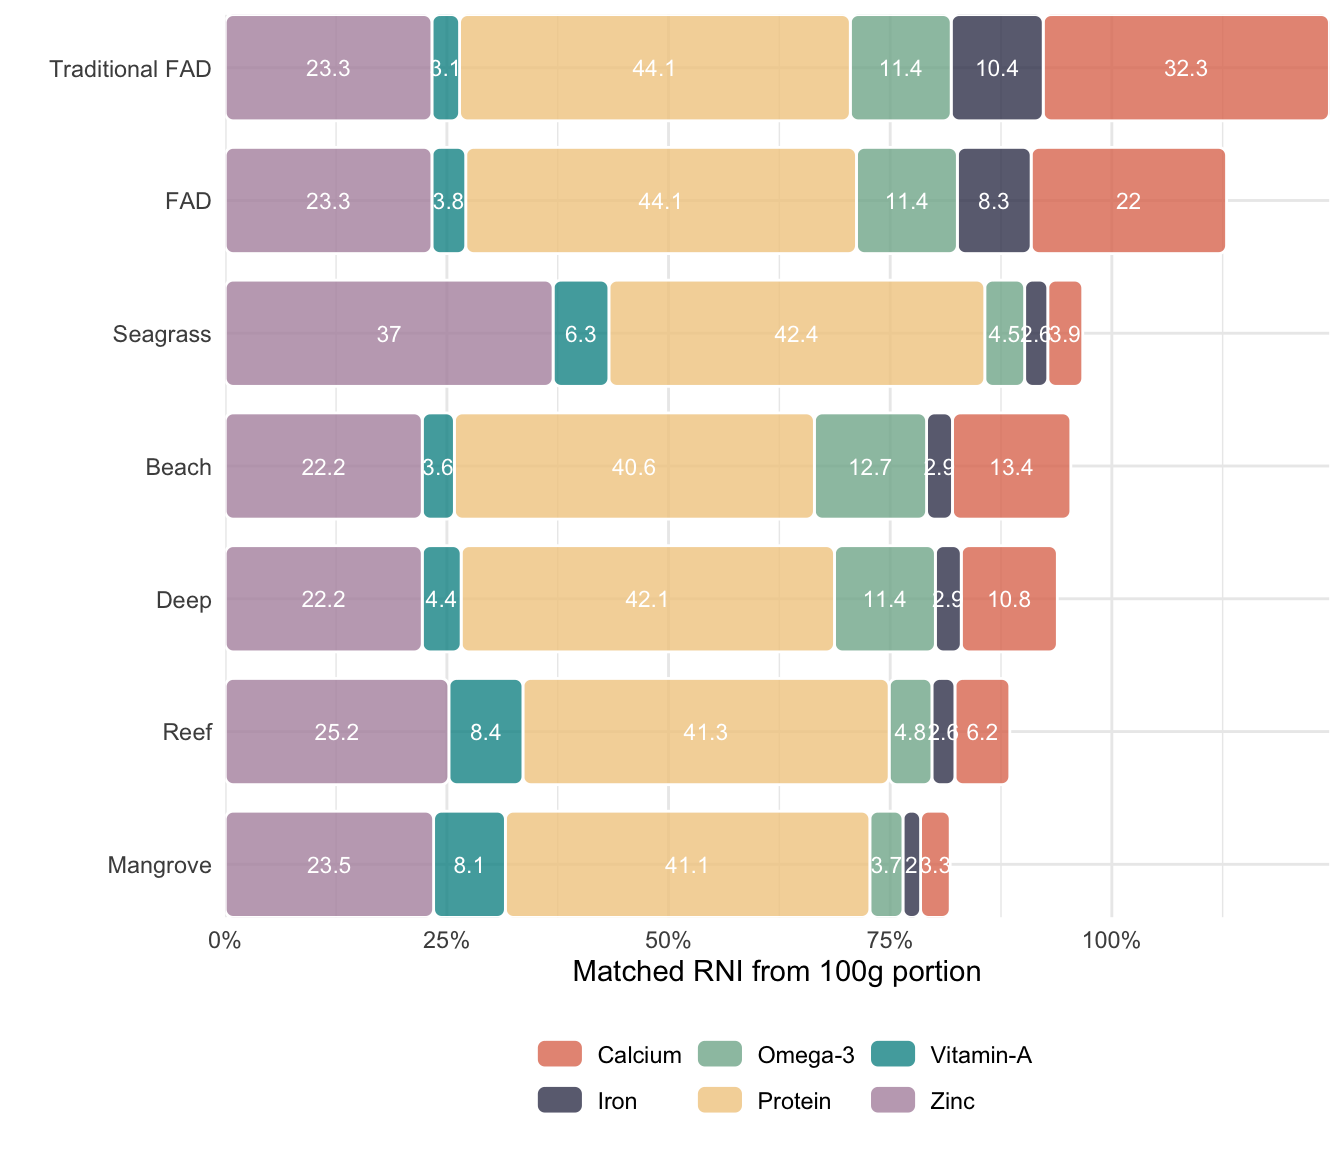 Traditional FAD 23.3 3.1 44.1 11.4 10.4 32.3
FAD 23.3 3.8 44.1 11.4 8.3 22
Seagrass 37 6.3 42.4 4.5 2.6 3.9
Beach 22.2 3.6 40.6 12.7 2.9 13.4
Deep 22.2 4.4 42.1 11.4 2.9 10.8
Reef 25.2 8.4 41.3 4.8 2.6 6.2
Mangrove 23.5 8.1 41.1 3.7 2 3.3
0% 25% 50% 75% 100%
Matched RNI from 100g portion
Calcium Omega-3 Vitamin-A
Iron Protein Zinc